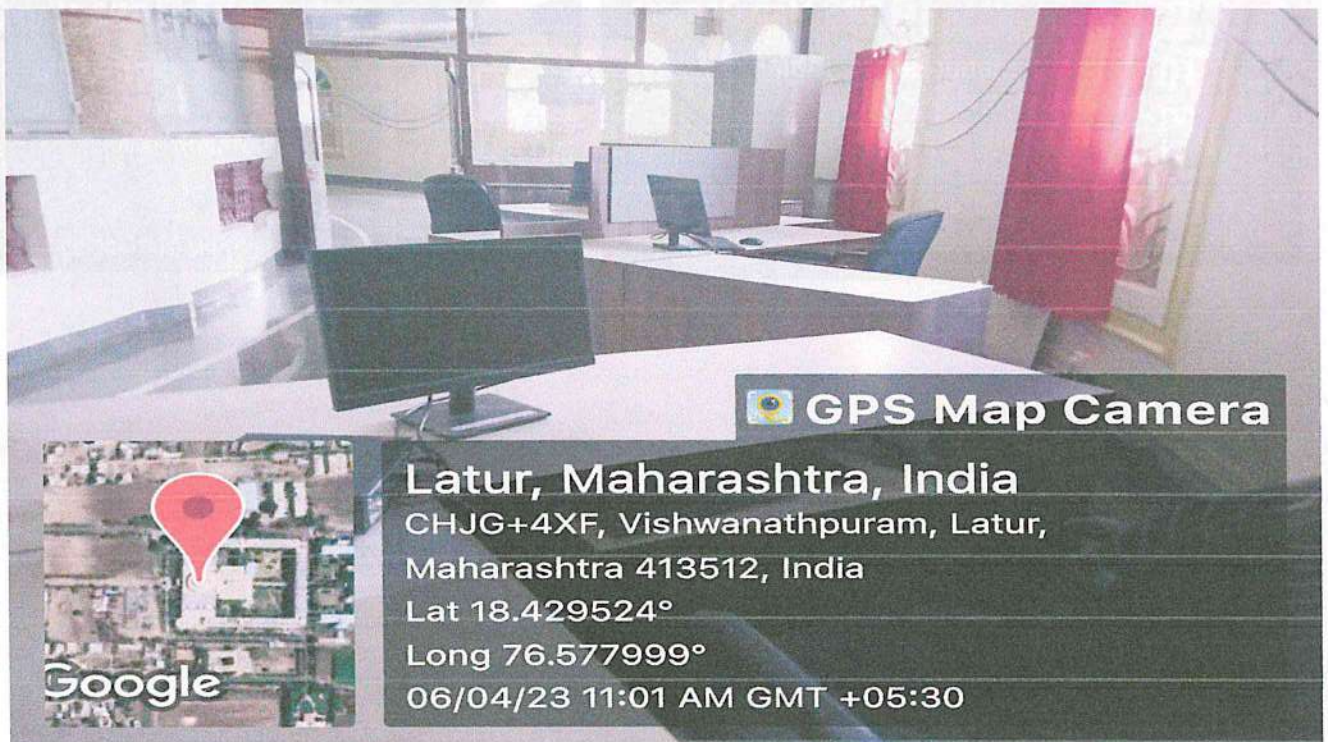 GPS Map Camera
Latur, Maharashtra, India
CHJG+4XF, Vishwanathpuram, Latur,
Maharashtra 413512, India
Lat 18.429524°
Long 76.577999°
06/04/23 11:01 AM GMT +05:30
Google